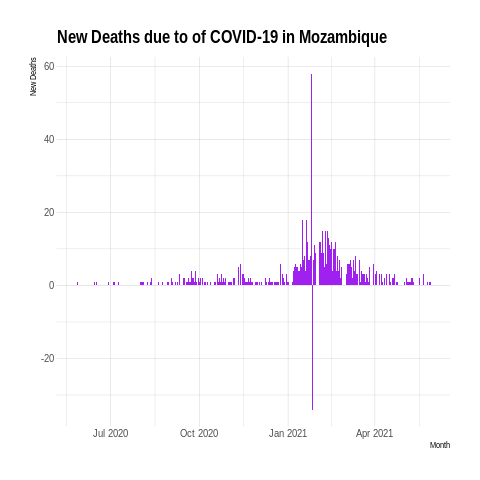 New Deaths due to of COVID-19 in Mozambique
New Deaths
60
40
20
0
-20
Jul 2020
Oct 2020
Jan 2021
Apr 2021
Month